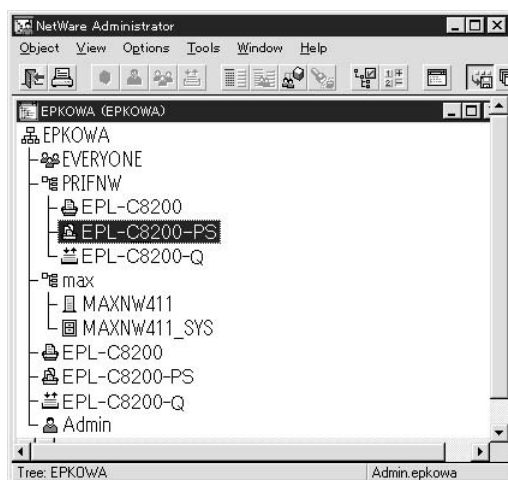 NetWare Administrator
Object View Options Tools Window Help
EPKOWA (EPKOWA)
EPKOWA
EVERYONE
PRIFNW
EPL-C8200
EPL-C8200-PS
EPL-C8200-Q
max
MAXNW411
MAXNW411_SYS
EPL-C8200
EPL-C8200-PS
EPL-C8200-Q
Admin
Tree: EPKOWA Admin.epkowa